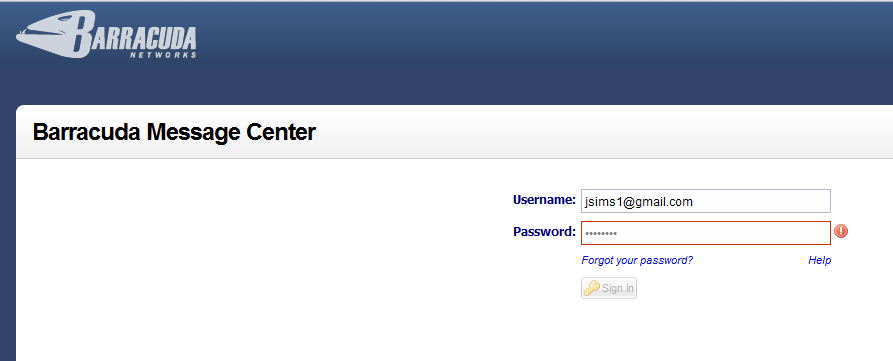 BARRACUDA
NETWORKS
Barracuda Message Center
Username: jsims1@gmail.com
Password: ••••••••
Forgot your password? Help
Sign In